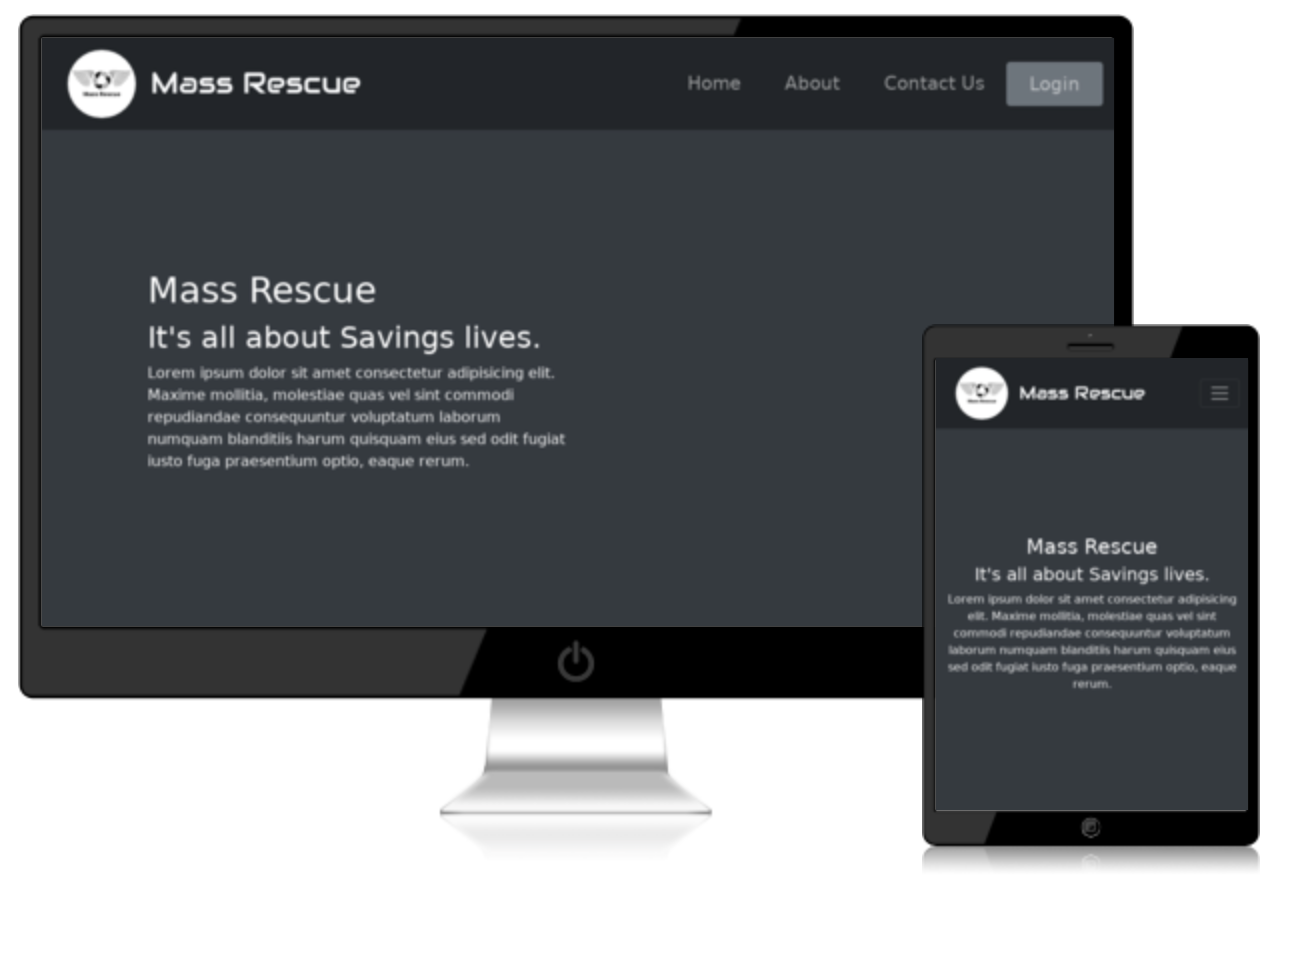 Mass Rescue
Home About Contact Us Login
Mass Rescue
It's all about Savings lives.
Lorem ipsum dolor sit amet consectetur adipisicing elit.
Maxime mollitia, molestiae quas vel sint commodi
repudiandae consequuntur voluptatum laborum
numquam blanditiis harum quisquam eius sed odit fugiat
iusto fuga praesentium optio, eaque rerum.
Mass Rescue
Mass Rescue
It's all about Savings lives.
Lorem ipsum dolor sit amet consectetur adipisicing
elit. Maxime mollitia, molestiae quas vel sint
commodi repudiandae consequuntur voluptatum
laborum numquam blanditiis harum quisquam eius
sed odit fugiat iusto fuga praesentium optio, eaque
rerum.